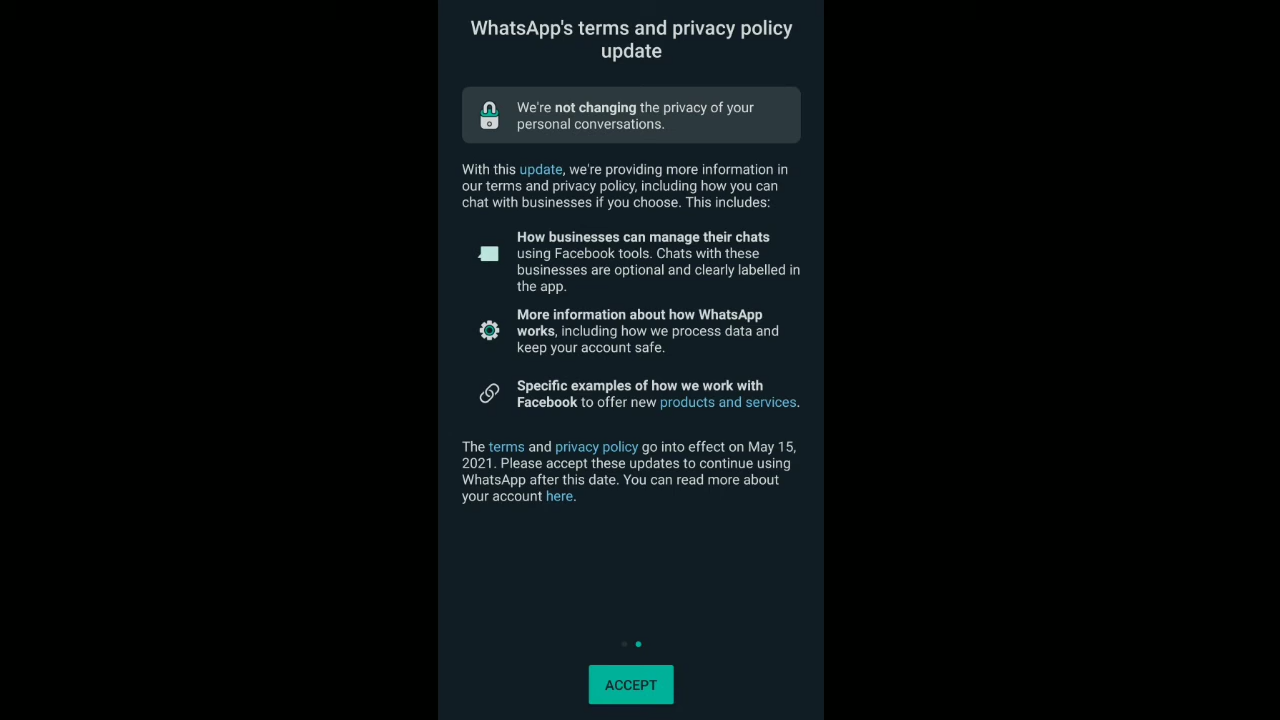 WhatsApp's terms and privacy policy
update
We're not changing the privacy of your
personal conversations.
With this update, we're providing more information in
our terms and privacy policy, including how you can
chat with businesses if you choose. This includes:
How businesses can manage their chats
using Facebook tools. Chats with these
businesses are optional and clearly labelled in
the app.
More information about how WhatsApp
works, including how we process data and
keep your account safe.
Specific examples of how we work with
Facebook to offer new products and services.
The terms and privacy policy go into effect on May 15,
2021. Please accept these updates to continue using
WhatsApp after this date. You can read more about
your account here.
ACCEPT